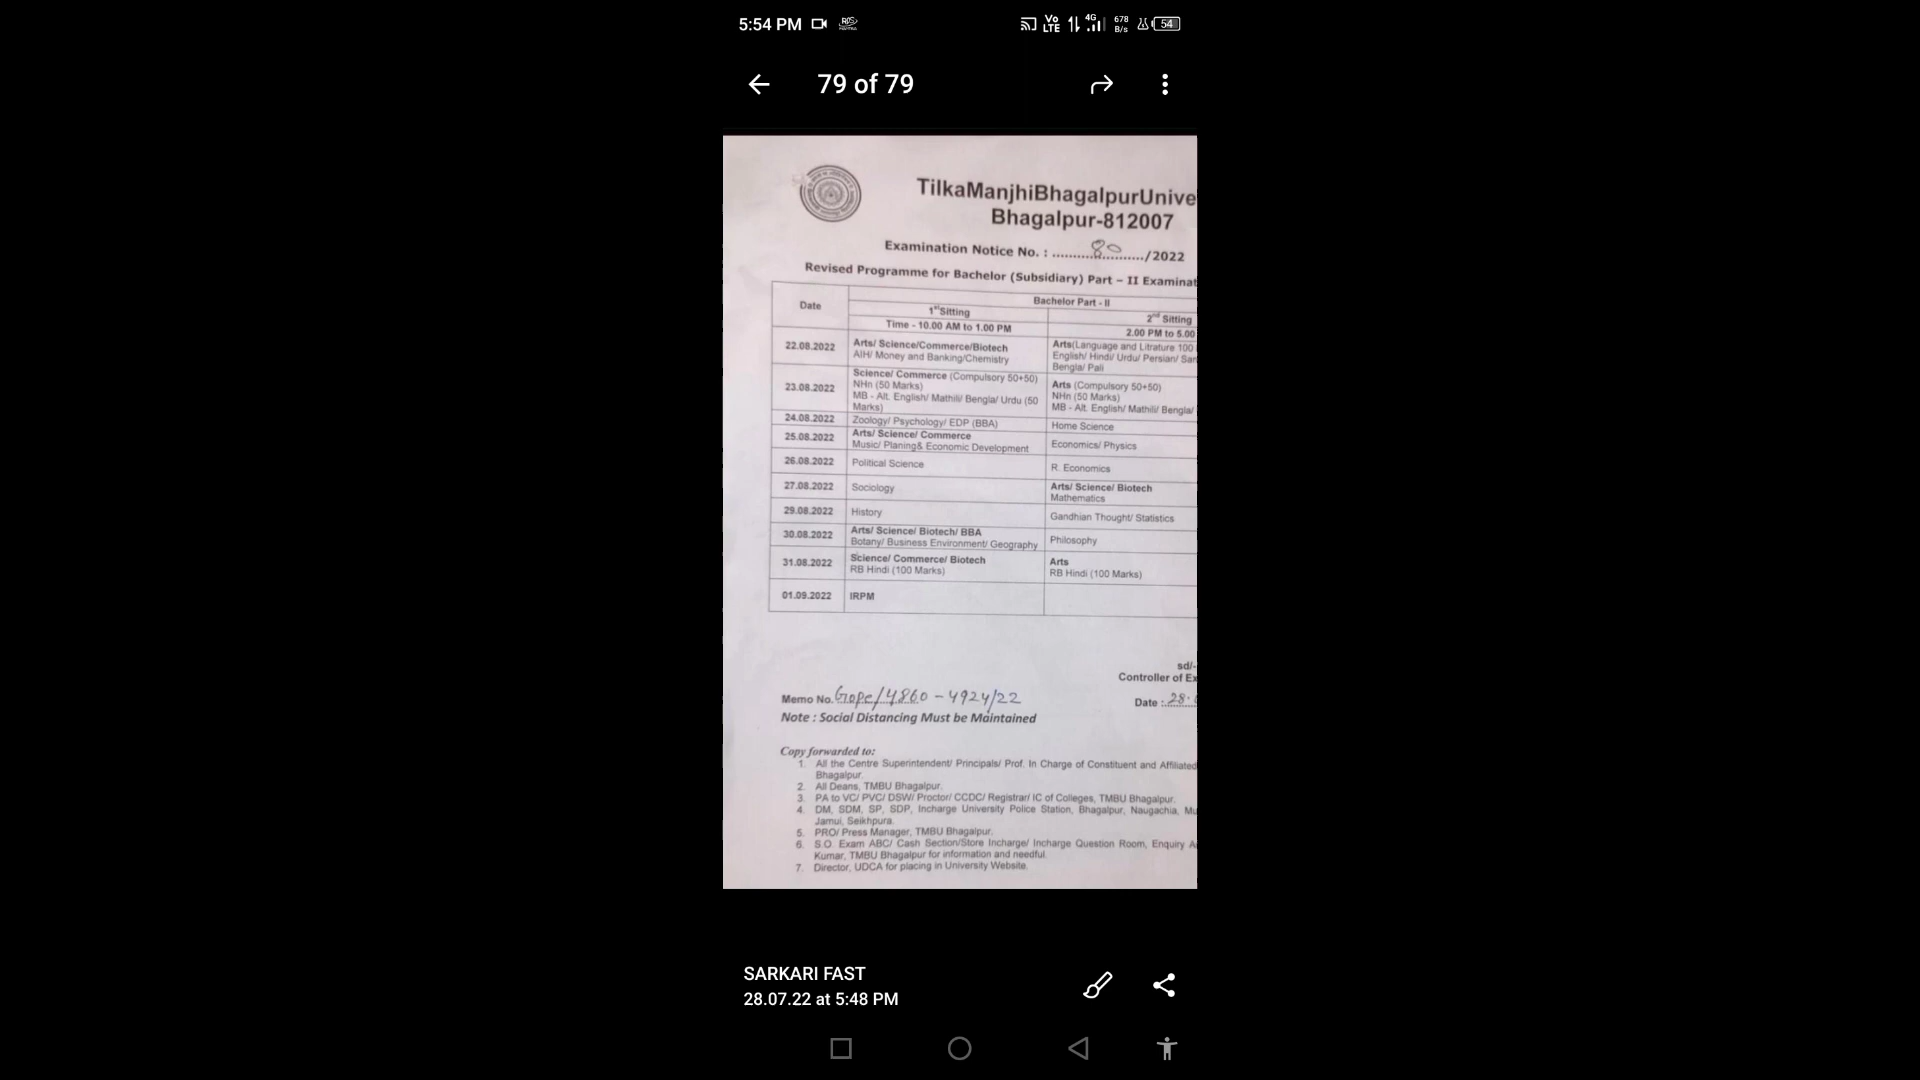 5:54 PM
Vo LTE 4G 678 B/s 54
79 of 79
TilkaManjhiBhagalpurUnive
Bhagalpur-812007
Examination Notice No. : ....80..../2022
Revised Programme for Bachelor (Subsidiary) Part – II Examinat
Date
Bachelor Part - II
1st Sitting
2nd Sitting
Time - 10.00 AM to 1.00 PM
2.00 PM to 5.00
22.08.2022
Arts/ Science/Commerce/Biotech
AIH/ Money and Banking/Chemistry
Arts(Language and Litrature 100
English/ Hindi/ Urdu/ Persian/ San
Bengla/ Pali
23.08.2022
Science/ Commerce (Compulsory 50+50)
NHn (50 Marks)
MB - Alt. English/ Mathili/ Bengla/ Urdu (50
Marks)
Arts (Compulsory 50+50)
NHn (50 Marks)
MB - Alt. English/ Mathili/ Bengla/
24.08.2022
Zoology/ Psychology/ EDP (BBA)
Home Science
25.08.2022
Arts/ Science/ Commerce
Music/ Planing& Economic Development
Economics/ Physics
26.08.2022
Political Science
R. Economics
27.08.2022
Sociology
Arts/ Science/ Biotech
Mathematics
29.08.2022
History
Gandhian Thought/ Statistics
30.08.2022
Arts/ Science/ Biotech/ BBA
Botany/ Business Environment/ Geography
Philosophy
31.08.2022
Science/ Commerce/ Biotech
RB Hindi (100 Marks)
Arts
RB Hindi (100 Marks)
01.09.2022
IRPM
sd/-
Controller of Ex
Memo No. Gope/4860 - 4924/22
Date : 28.0
Note : Social Distancing Must be Maintained
Copy forwarded to:
1. All the Centre Superintendent/ Principals/ Prof. In Charge of Constituent and Affiliated
Bhagalpur.
2. All Deans, TMBU Bhagalpur.
3. PA to VC/ PVC/ DSW/ Proctor/ CCDC/ Registrar/ IC of Colleges, TMBU Bhagalpur.
4. DM, SDM, SP, SDP, Incharge University Police Station, Bhagalpur, Naugachia, Mu
Jamui, Seikhpura.
5. PRO/ Press Manager, TMBU Bhagalpur.
6. S.O. Exam ABC/ Cash Section/Store Incharge/ Incharge Question Room, Enquiry A
Kumar, TMBU Bhagalpur for information and needful.
7. Director, UDCA for placing in University Website.
SARKARI FAST
28.07.22 at 5:48 PM